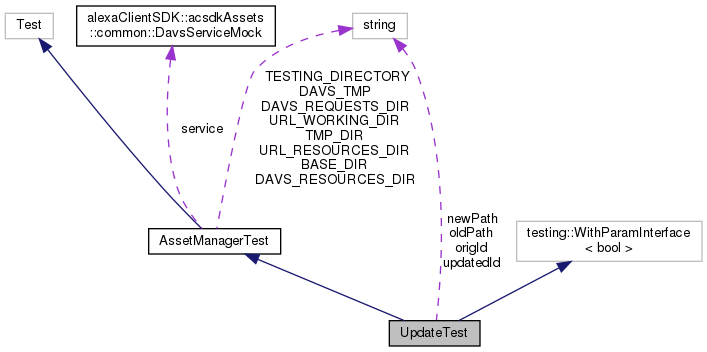 Test
alexaClientSDK::acsdkAssets
::common::DavsServiceMock
string
TESTING_DIRECTORY
DAVS_TMP
DAVS_REQUESTS_DIR
URL_WORKING_DIR
TMP_DIR
URL_RESOURCES_DIR
BASE_DIR
DAVS_RESOURCES_DIR
service
newPath
oldPath
origId
updatedId
AssetManagerTest
testing::WithParamInterface
< bool >
UpdateTest